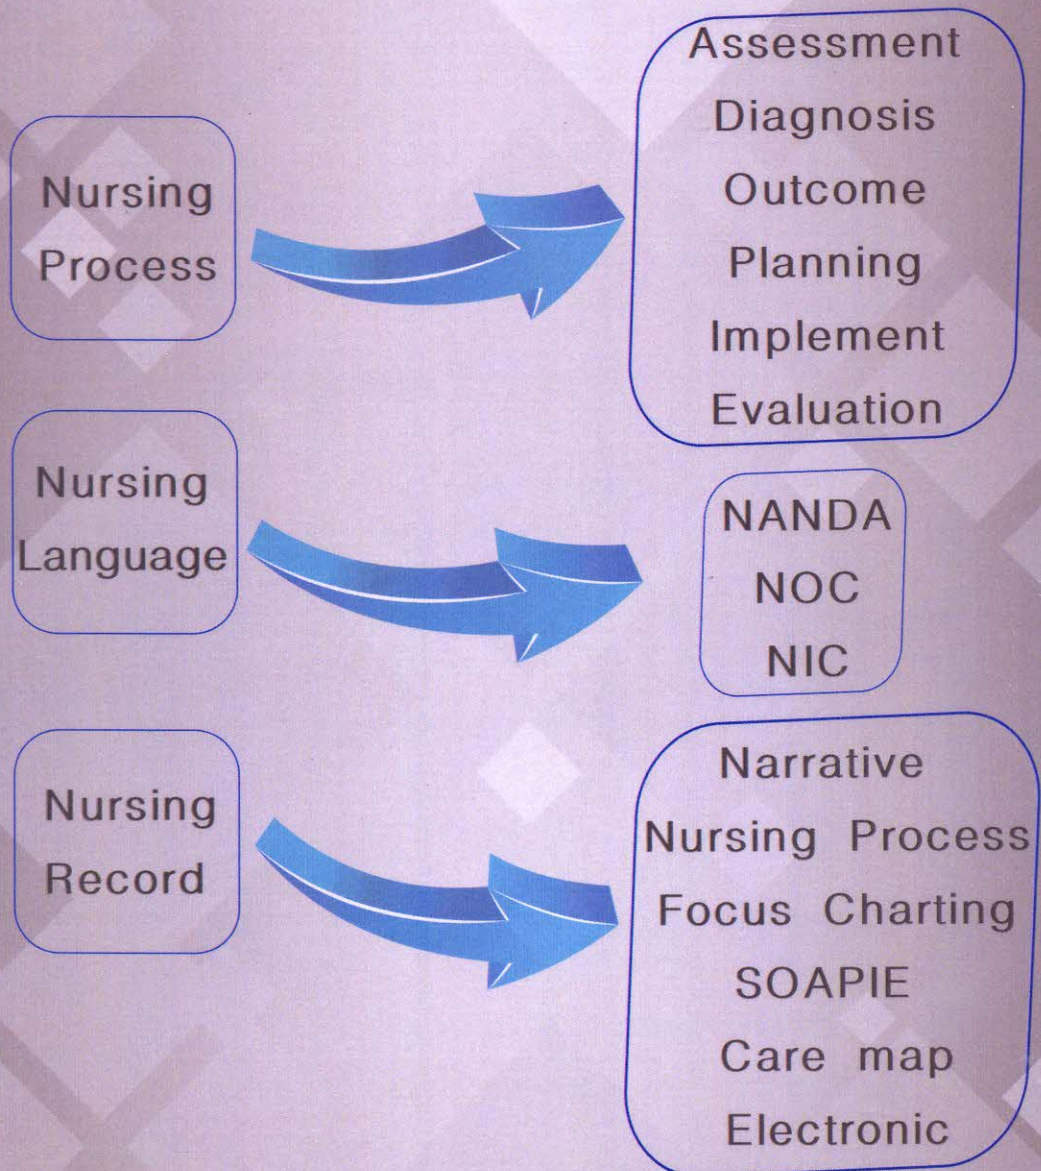 Nursing
Process
Assessment
Diagnosis
Outcome
Planning
Implement
Evaluation
Nursing
Language
NANDA
NOC
NIC
Nursing
Record
Narrative
Nursing Process
Focus Charting
SOAPIE
Care map
Electronic